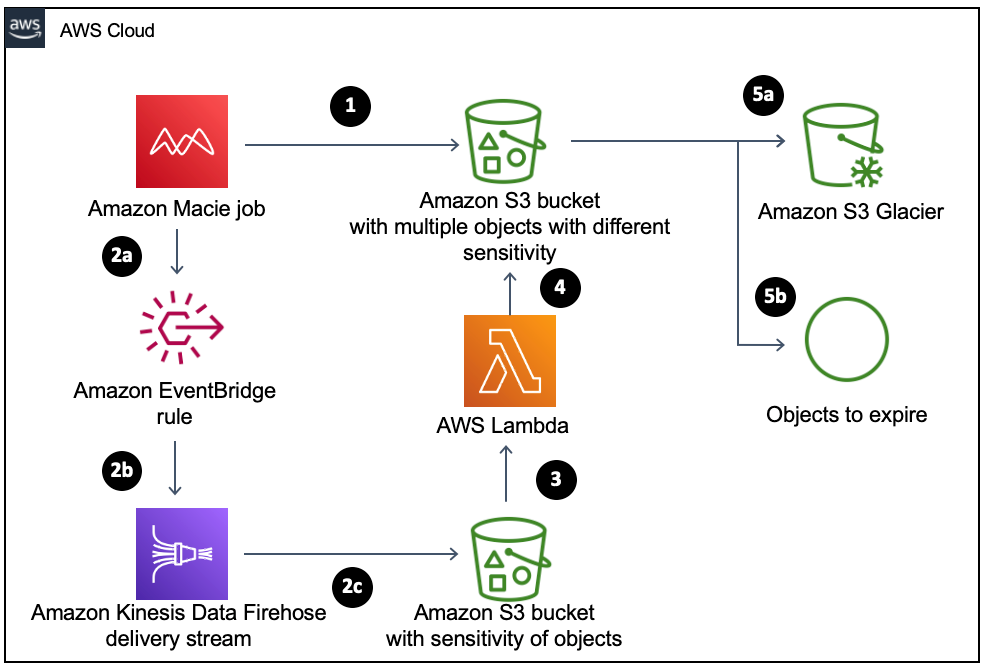 aws
AWS Cloud
1
5a
Amazon Macie job
Amazon S3 bucket
with multiple objects with different
sensitivity
Amazon S3 Glacier
2a
4
5b
Amazon EventBridge
rule
AWS Lambda
Objects to expire
2b
3
2c
Amazon Kinesis Data Firehose
delivery stream
Amazon S3 bucket
with sensitivity of objects